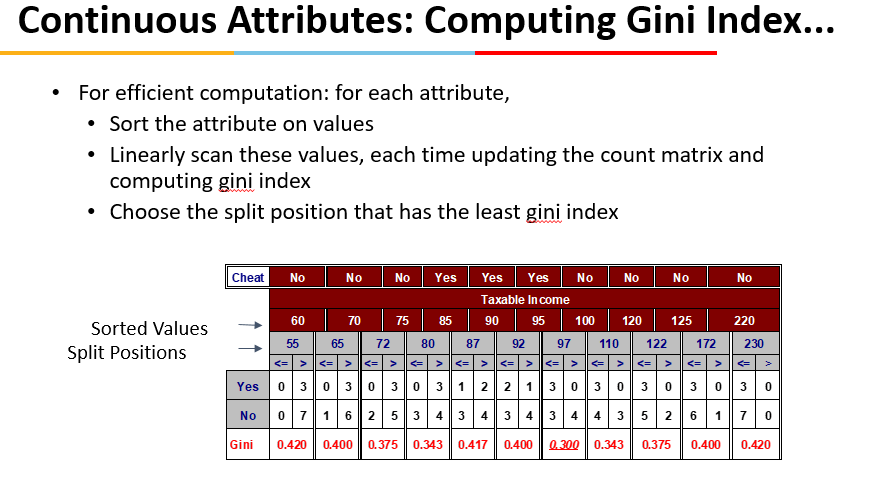 Continuous Attributes: Computing Gini Index...
• For efficient computation: for each attribute,
• Sort the attribute on values
• Linearly scan these values, each time updating the count matrix and
computing gini index
• Choose the split position that has the least gini index
Cheat No No No Yes Yes Yes No No No No
Taxable Income
Sorted Values 60 70 75 85 90 95 100 120 125 220
Split Positions 55 65 72 80 87 92 97 110 122 172 230
<= > <= > <= > <= > <= > <= > <= > <= > <= > <= > <= >
Yes 0 3 0 3 0 3 0 3 1 2 2 1 3 0 3 0 3 0 3 0 3 0
No 0 7 1 6 2 5 3 4 3 4 3 4 3 4 4 3 5 2 6 1 7 0
Gini 0.420 0.400 0.375 0.343 0.417 0.400 0.300 0.343 0.375 0.400 0.420